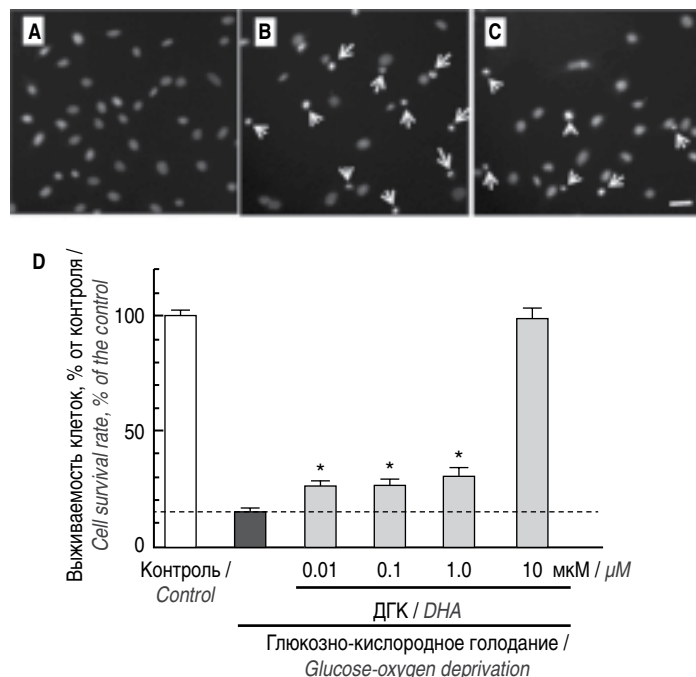 A
B
C
D
Выживаемость клеток, % от контроля /
Cell survival rate, % of the control
100
50
0
*
*
*
Контроль /
Control
0.01
0.1
1.0
10
мкМ / µM
ДГК / DHA
Глюкозно-кислородное голодание /
Glucose-oxygen deprivation